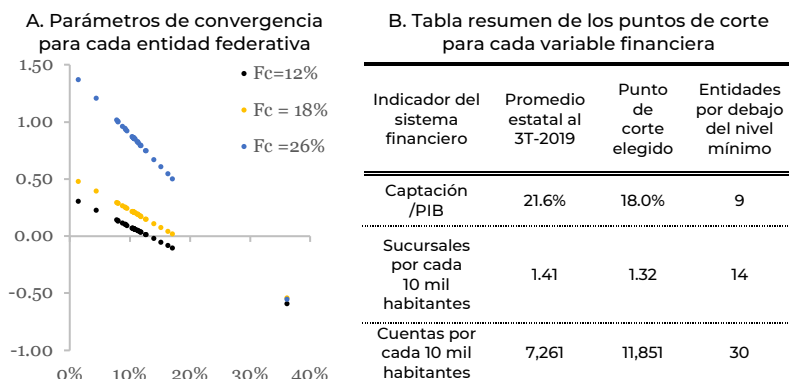 A. Parámetros de convergencia
para cada entidad federativa
1.50
1.00
0.50
0.00
-0.50
-1.00
0%
10%
20%
30%
40%
Fc=12%
Fc = 18%
Fc =26%
B. Tabla resumen de los puntos de corte
para cada variable financiera
Indicador del
sistema
financiero
Promedio
estatal al
3T-2019
Punto
de
corte
elegido
Entidades
por debajo
del nivel
mínimo
Captación
/PIB
21.6%
18.0%
9
Sucursales
por cada
10 mil
habitantes
1.41
1.32
14
Cuentas por
cada 10 mil
habitantes
7,261
11,851
30